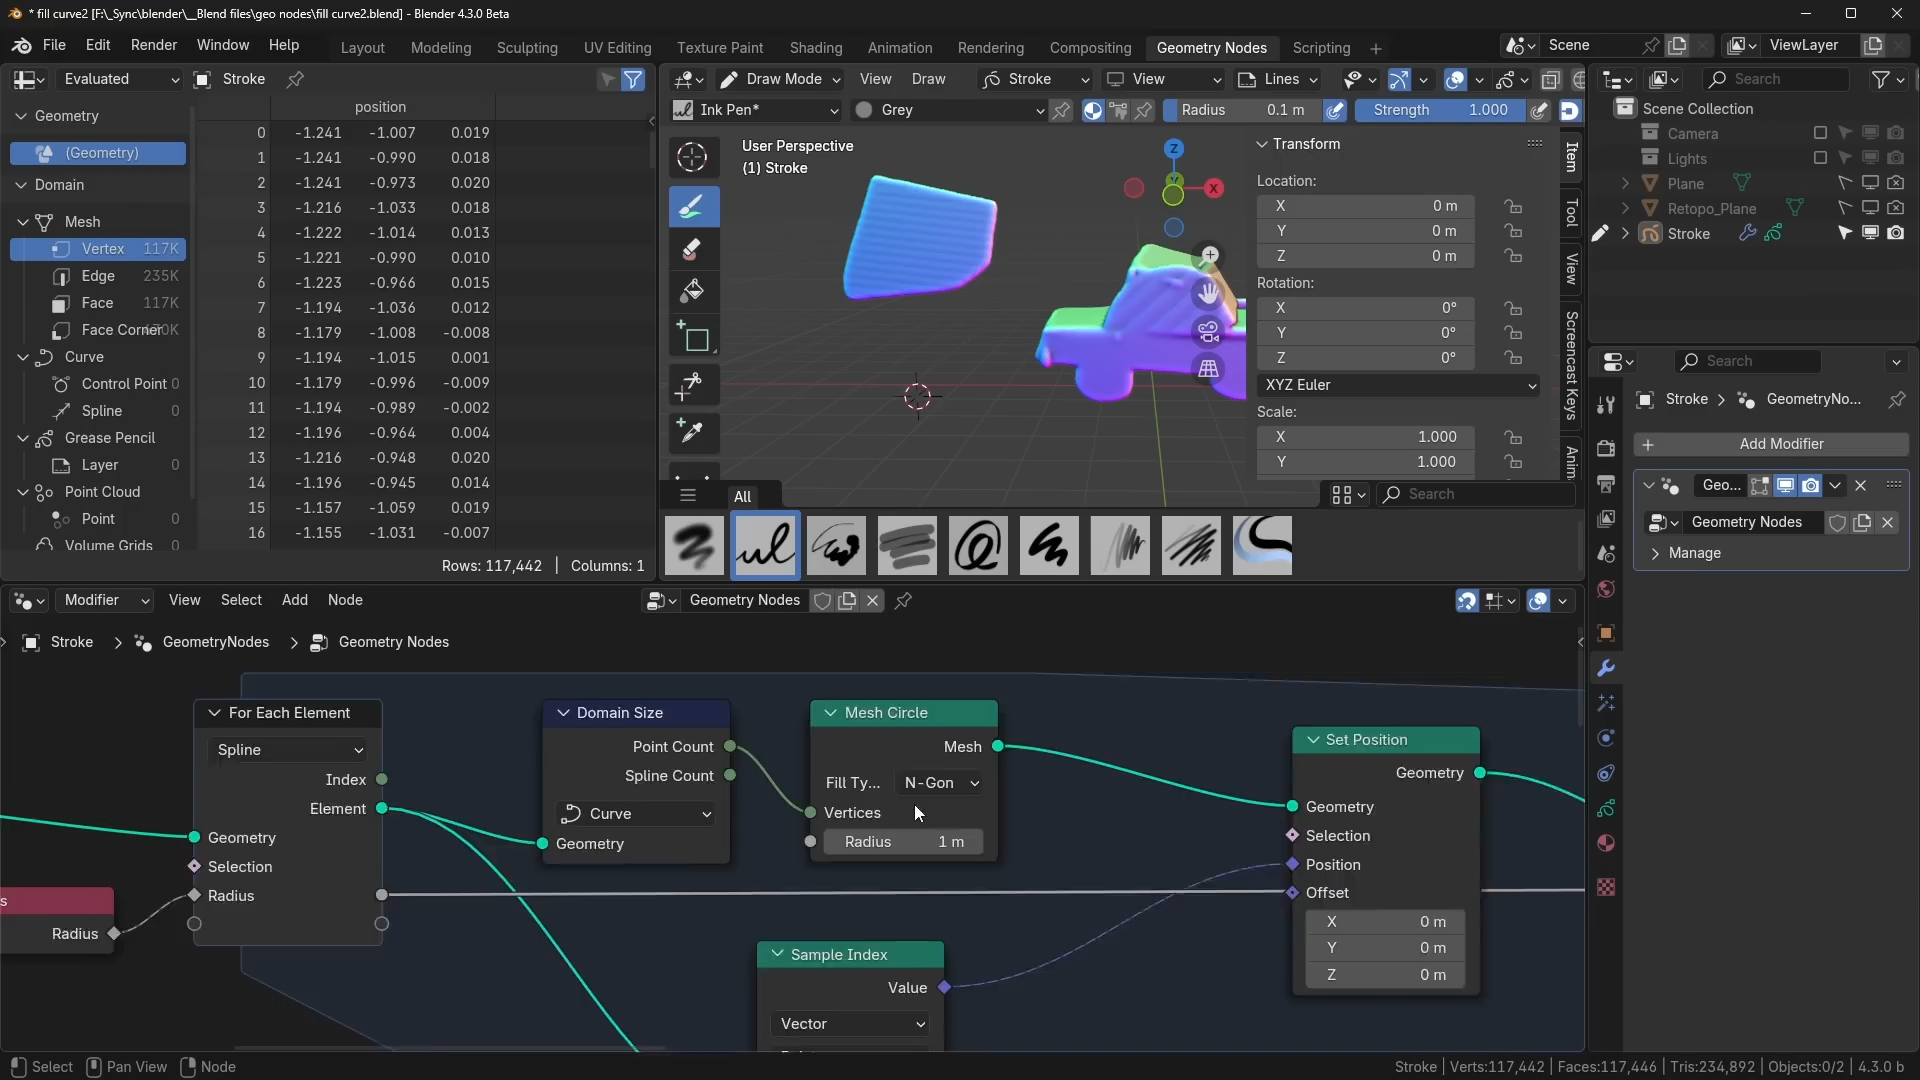 * fill curve2 [F:\_Sync\blender\__Blend files\geo nodes\fill curve2.blend] - Blender 4.3.0 Beta
File Edit Render Window Help Layout Modeling Sculpting UV Editing Texture Paint Shading Animation Rendering Compositing Geometry Nodes Scripting + Scene ViewLayer
Evaluated Stroke
Geometry
(Geometry)
Domain
Mesh
Vertex 117K
Edge 235K
Face 117K
Face Corner
Curve
Control Point 0
Spline 0
Grease Pencil
Layer 0
Point Cloud
Point 0
Volume Grids 0
position
0 -1.241 -1.007 0.019
1 -1.241 -0.990 0.018
2 -1.241 -0.973 0.020
3 -1.216 -1.033 0.018
4 -1.222 -1.014 0.013
5 -1.221 -0.990 0.010
6 -1.223 -0.966 0.015
7 -1.194 -1.036 0.012
8 -1.179 -1.008 -0.008
9 -1.194 -1.015 0.001
10 -1.179 -0.996 -0.009
11 -1.194 -0.989 -0.002
12 -1.196 -0.964 0.004
13 -1.216 -0.948 0.020
14 -1.196 -0.945 0.014
15 -1.157 -1.059 0.019
16 -1.155 -1.031 -0.007
Rows: 117,442 | Columns: 1
Draw Mode View Draw Stroke View Lines
Ink Pen* Grey Radius 0.1 m Strength 1.000
User Perspective
(1) Stroke
Z
X
Transform
Location:
X 0 m
Y 0 m
Z 0 m
Rotation:
X 0°
Y 0°
Z 0°
XYZ Euler
Scale:
X 1.000
Y 1.000
Item
Tool
View
Screencast Keys
Anim
All Search
Search
Scene Collection
Camera
Lights
Plane
Retopo_Plane
Stroke
Search
Stroke > GeometryNo...
+ Add Modifier
Geo...
Geometry Nodes
Manage
Modifier View Select Add Node Geometry Nodes
Stroke > GeometryNodes > Geometry Nodes
For Each Element
Spline
Index
Element
Geometry
Selection
Radius
s
Radius
Domain Size
Point Count
Spline Count
Curve
Geometry
Mesh Circle
Mesh
Fill Ty... N-Gon
Vertices
Radius 1 m
Sample Index
Value
Vector
Set Position
Geometry
Geometry
Selection
Position
Offset
X 0 m
Y 0 m
Z 0 m
Select Pan View Node Stroke | Verts:117,442 | Faces:117,446 | Tris:234,892 | Objects:0/2 | 4.3.0 b